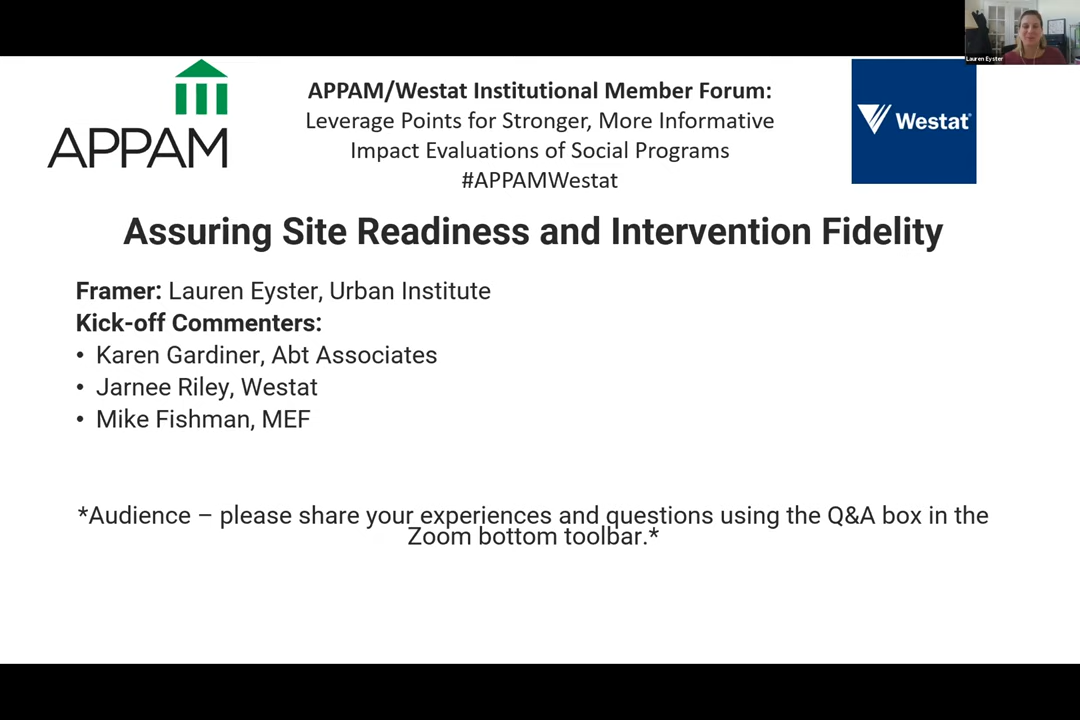 Lauren Eyster
APPAM
APPAM/Westat Institutional Member Forum:
Leverage Points for Stronger, More Informative
Impact Evaluations of Social Programs
#APPAMWestat
Westat
Assuring Site Readiness and Intervention Fidelity
Framer: Lauren Eyster, Urban Institute
Kick-off Commenters:
• Karen Gardiner, Abt Associates
• Jarnee Riley, Westat
• Mike Fishman, MEF
*Audience – please share your experiences and questions using the Q&A box in the
Zoom bottom toolbar.*